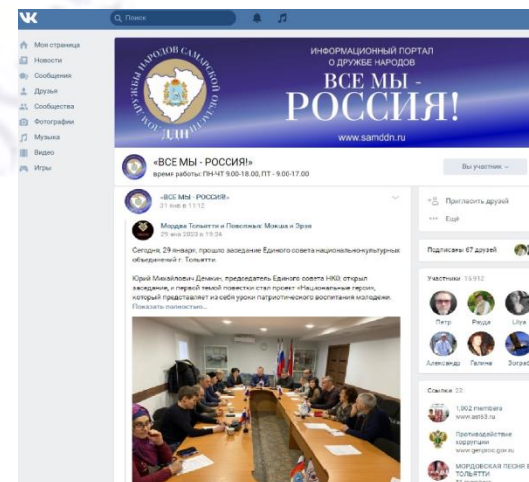 Поиск
Моя страница
Новости
Сообщения
Друзья
Сообщества
Фотографии
Музыка
Видео
Игры
ДОМ ДРУЖБЫ НАРОДОВ САМАРСКОЙ ОБЛАСТИ
ДДН
ИНФОРМАЦИОННЫЙ ПОРТАЛ
О ДРУЖБЕ НАРОДОВ
ВСЕ МЫ -
РОССИЯ!
www.samddn.ru
«ВСЕ МЫ - РОССИЯ!»
время работы: ПН-ЧТ 9.00-18.00, ПТ - 9.00-17.00
Вы участник
«ВСЕ МЫ - РОССИЯ!»
31 янв в 11:12
Мордва Тольятти и Поволжья: Мокша и Эрзя
29 янв 2023 в 19:34
Сегодня, 29 января, прошло заседание Единого совета национально-культурных
объединений г. Тольятти.
Юрий Михайлович Демкин, председатель Единого совета НКО, открыл
заседание, и первой темой повестки стал проект «Национальные герои»,
который представляет из себя уроки патриотического воспитания молодежи.
Показать полностью...
Пригласить друзей
Ещё
Подписаны 67 друзей
Участники 15 912
Петр
Рауда
Liya
Александр
Галина
Зограб
Ссылки 22
1,002 members
Противодействие
коррупции
www.genproc.gov.ru
МОРДОВСКАЯ ПЕСНЯ В
ТОЛЬЯТТИ